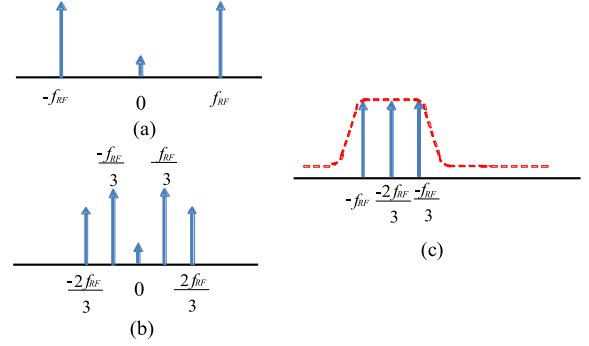 -fRF 0 fRF
(a)
-fRF fRF
3 3
-2fRF 0 2fRF
3 3
(b)
-fRF -2fRF -fRF
3 3
(c)